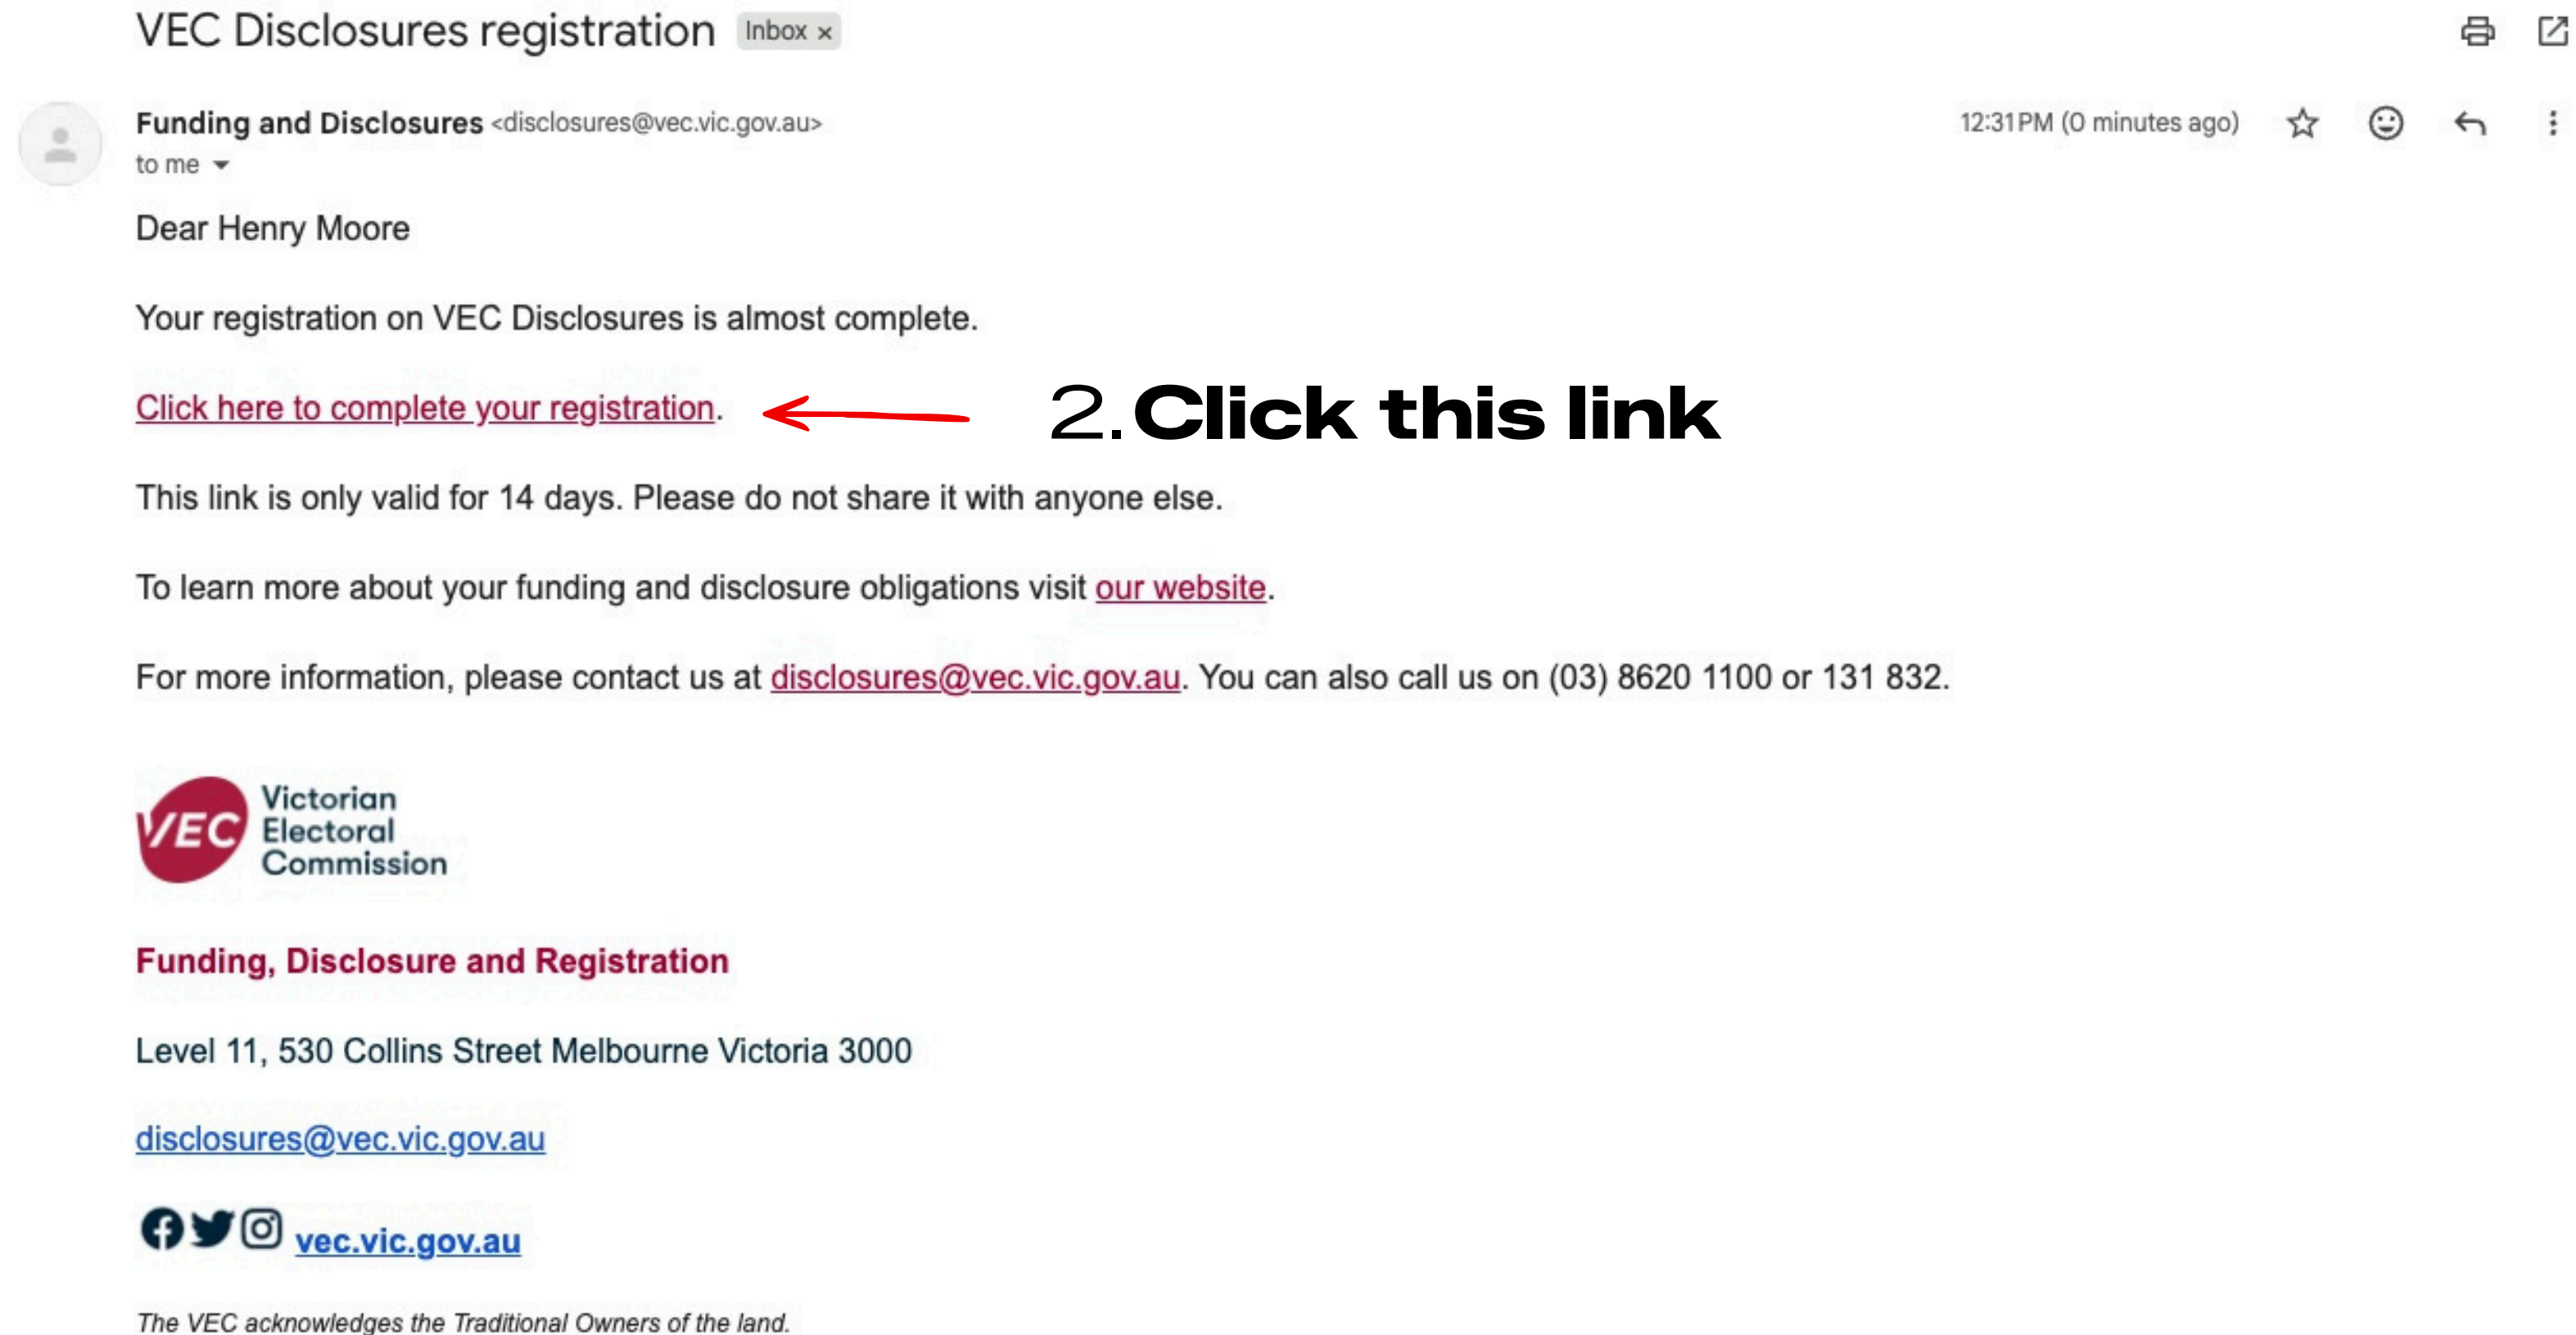 VEC Disclosures registration Inbox x
Funding and Disclosures <disclosures@vec.vic.gov.au> 12:31 PM (0 minutes ago)
to me
Dear Henry Moore
Your registration on VEC Disclosures is almost complete.
Click here to complete your registration. 2. Click this link
This link is only valid for 14 days. Please do not share it with anyone else.
To learn more about your funding and disclosure obligations visit our website.
For more information, please contact us at disclosures@vec.vic.gov.au. You can also call us on (03) 8620 1100 or 131 832.
VEC Victorian
Electoral
Commission
Funding, Disclosure and Registration
Level 11, 530 Collins Street Melbourne Victoria 3000
disclosures@vec.vic.gov.au
vec.vic.gov.au
The VEC acknowledges the Traditional Owners of the land.